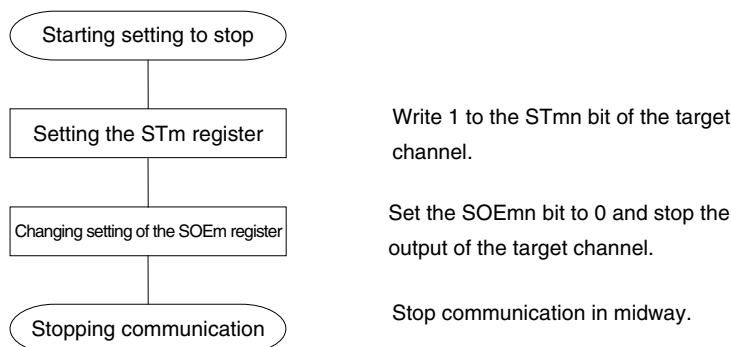 Starting setting to stop
Setting the STm register
Write 1 to the STmn bit of the target
channel.
Changing setting of the SOEm register
Set the SOEmn bit to 0 and stop the
output of the target channel.
Stopping communication
Stop communication in midway.